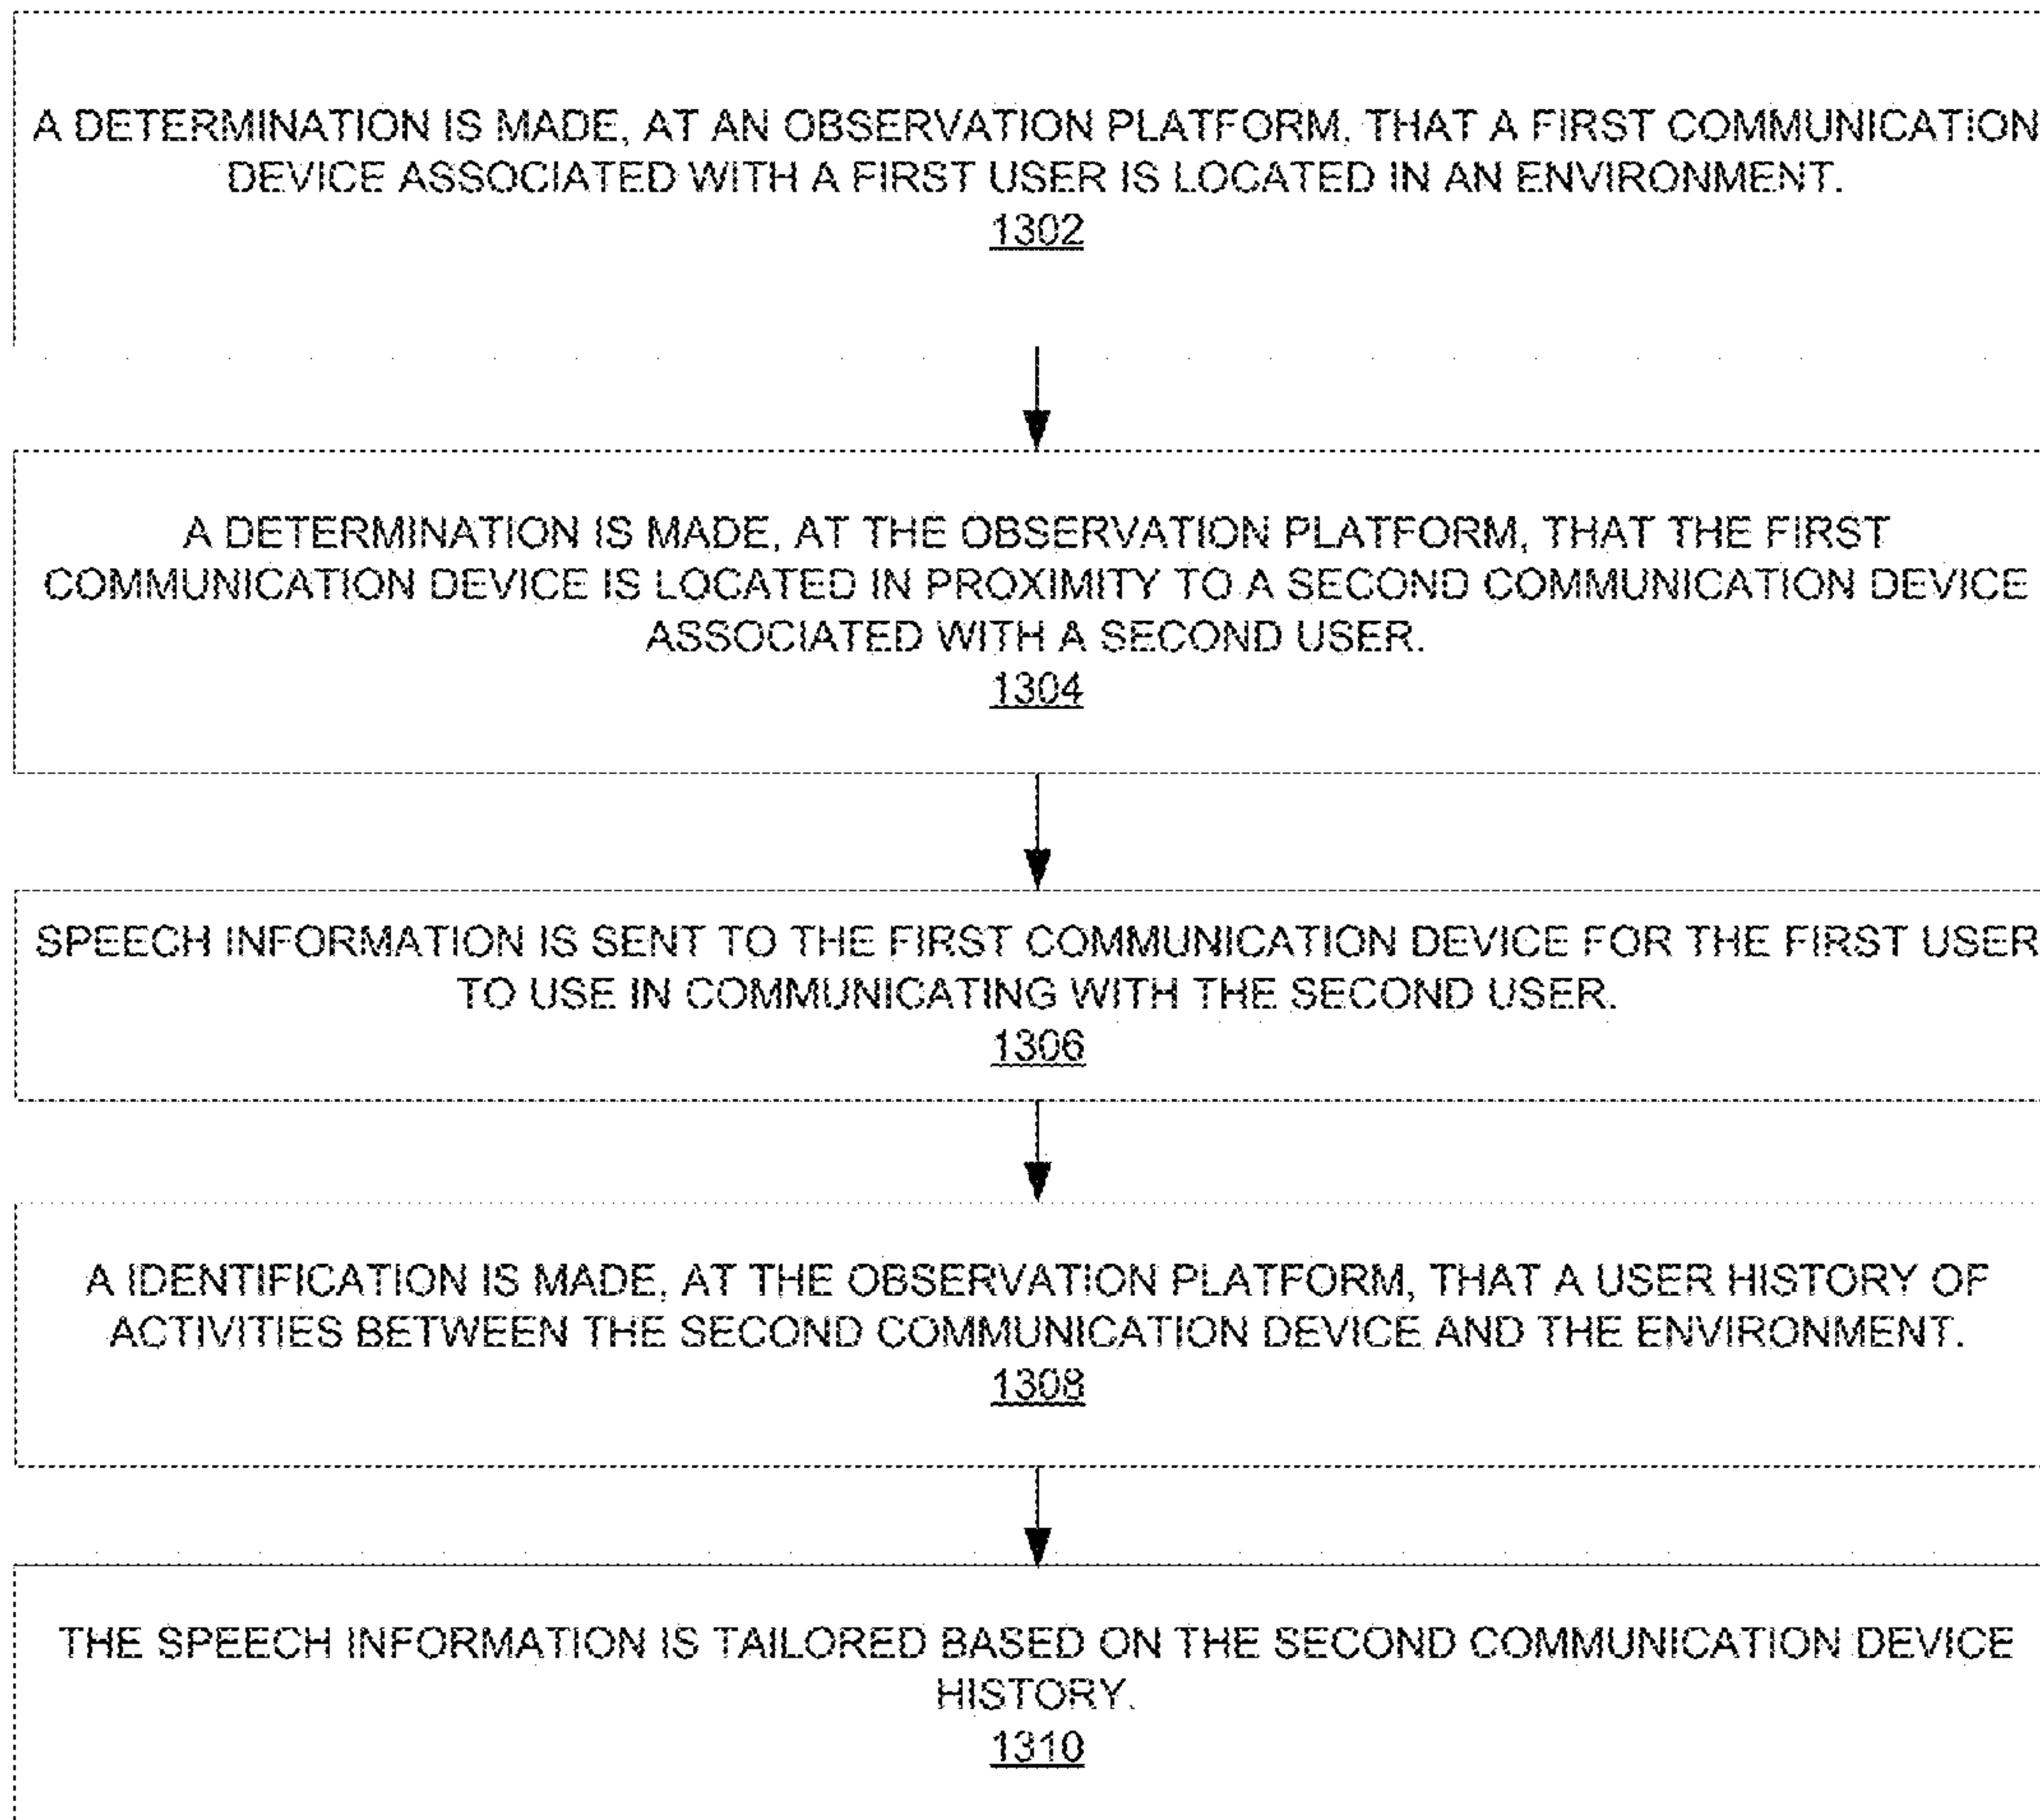 A DETERMINATION IS MADE, AT AN OBSERVATION PLATFORM, THAT A FIRST COMMUNICATION
DEVICE ASSOCIATED WITH A FIRST USER IS LOCATED IN AN ENVIRONMENT.
1302
A DETERMINATION IS MADE, AT THE OBSERVATION PLATFORM, THAT THE FIRST
COMMUNICATION DEVICE IS LOCATED IN PROXIMITY TO A SECOND COMMUNICATION DEVICE
ASSOCIATED WITH A SECOND USER.
1304
SPEECH INFORMATION IS SENT TO THE FIRST COMMUNICATION DEVICE FOR THE FIRST USER
TO USE IN COMMUNICATING WITH THE SECOND USER.
1306
A IDENTIFICATION IS MADE, AT THE OBSERVATION PLATFORM, THAT A USER HISTORY OF
ACTIVITIES BETWEEN THE SECOND COMMUNICATION DEVICE AND THE ENVIRONMENT.
1308
THE SPEECH INFORMATION IS TAILORED BASED ON THE SECOND COMMUNICATION DEVICE
HISTORY.
1310